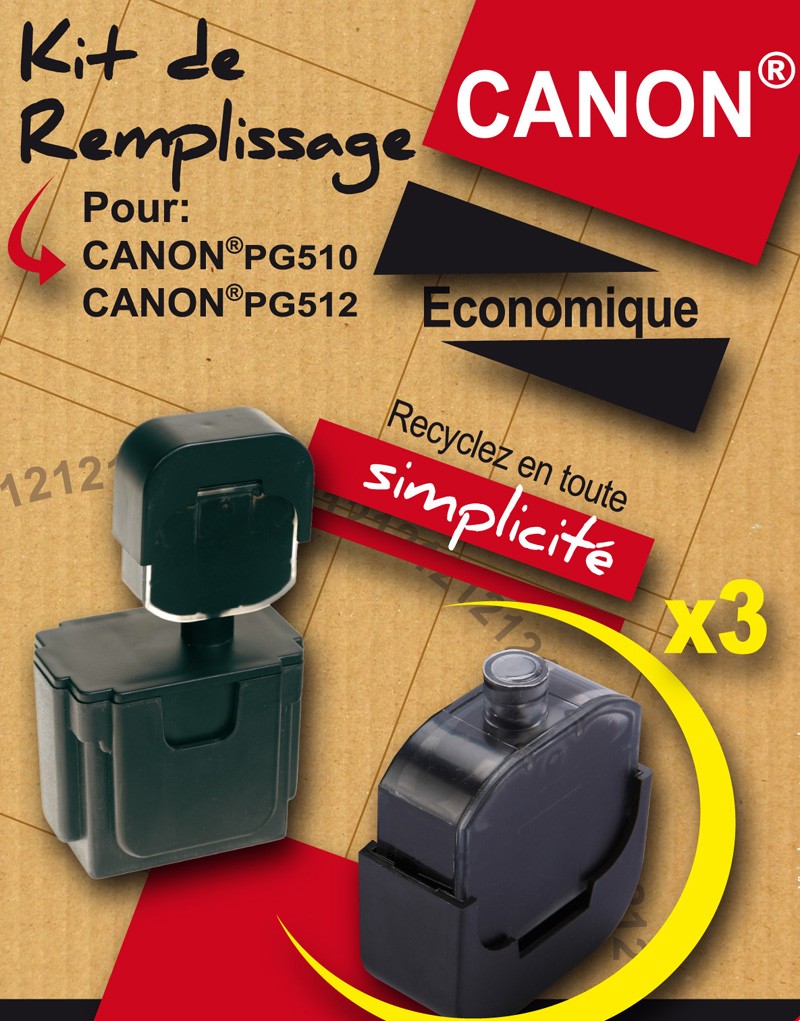 Kit de
Remplissage
CANON®
Pour:
CANON®PG510
CANON®PG512
Economique
Recyclez en toute
simplicité
x3